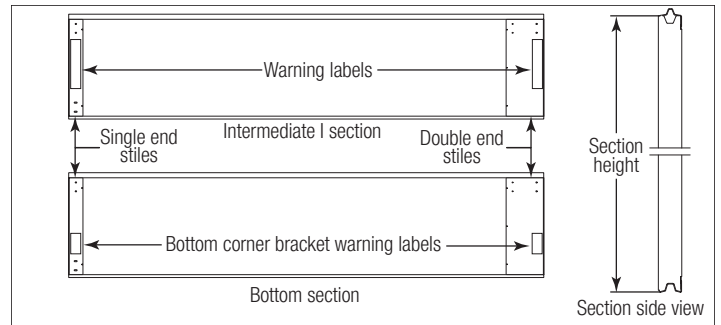 Warning labels
Intermediate I section
Single end
stiles
Double end
stiles
Section
height
Bottom corner bracket warning labels
Bottom section
Section side view